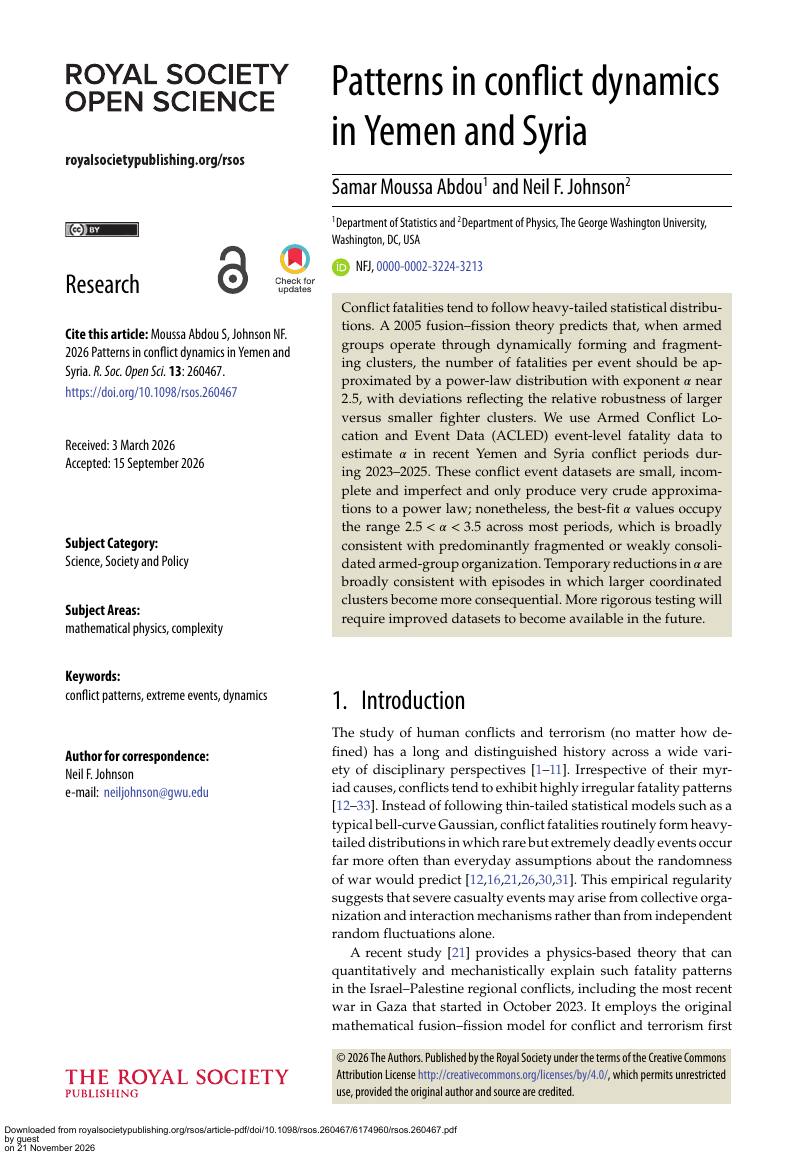 ROYAL SOCIETY
OPEN SCIENCE
royalsocietypublishing.org/rsos
cc BY
Research
Check for
updates
Cite this article: Moussa Abdou S, Johnson NF.
2026 Patterns in conflict dynamics in Yemen and
Syria. R. Soc. Open Sci. 13: 260467.
https://doi.org/10.1098/rsos.260467
Received: 3 March 2026
Accepted: 15 September 2026
Subject Category:
Science, Society and Policy
Subject Areas:
mathematical physics, complexity
Keywords:
conflict patterns, extreme events, dynamics
Author for correspondence:
Neil F. Johnson
e-mail: neiljohnson@gwu.edu
THE ROYAL SOCIETY
PUBLISHING
Patterns in conflict dynamics
in Yemen and Syria
Samar Moussa Abdou1 and Neil F. Johnson2
1Department of Statistics and 2Department of Physics, The George Washington University,
Washington, DC, USA
iD NFJ, 0000-0002-3224-3213
Conflict fatalities tend to follow heavy-tailed statistical distribu-
tions. A 2005 fusion–fission theory predicts that, when armed
groups operate through dynamically forming and fragment-
ing clusters, the number of fatalities per event should be ap-
proximated by a power-law distribution with exponent α near
2.5, with deviations reflecting the relative robustness of larger
versus smaller fighter clusters. We use Armed Conflict Lo-
cation and Event Data (ACLED) event-level fatality data to
estimate α in recent Yemen and Syria conflict periods dur-
ing 2023–2025. These conflict event datasets are small, incom-
plete and imperfect and only produce very crude approxima-
tions to a power law; nonetheless, the best-fit α values occupy
the range 2.5 < α < 3.5 across most periods, which is broadly
consistent with predominantly fragmented or weakly consoli-
dated armed-group organization. Temporary reductions in α are
broadly consistent with episodes in which larger coordinated
clusters become more consequential. More rigorous testing will
require improved datasets to become available in the future.
1. Introduction
The study of human conflicts and terrorism (no matter how de-
fined) has a long and distinguished history across a wide vari-
ety of disciplinary perspectives [1–11]. Irrespective of their myr-
iad causes, conflicts tend to exhibit highly irregular fatality patterns
[12–33]. Instead of following thin-tailed statistical models such as a
typical bell-curve Gaussian, conflict fatalities routinely form heavy-
tailed distributions in which rare but extremely deadly events occur
far more often than everyday assumptions about the randomness
of war would predict [12,16,21,26,30,31]. This empirical regularity
suggests that severe casualty events may arise from collective orga-
nization and interaction mechanisms rather than from independent
random fluctuations alone.
A recent study [21] provides a physics-based theory that can
quantitatively and mechanistically explain such fatality patterns
in the Israel–Palestine regional conflicts, including the most recent
war in Gaza that started in October 2023. It employs the original
mathematical fusion–fission model for conflict and terrorism first
© 2026 The Authors. Published by the Royal Society under the terms of the Creative Commons
Attribution License http://creativecommons.org/licenses/by/4.0/, which permits unrestricted
use, provided the original author and source are credited.
Downloaded from royalsocietypublishing.org/rsos/article-pdf/doi/10.1098/rsos.260467/6174960/rsos.260467.pdf
by guest
on 21 November 2026